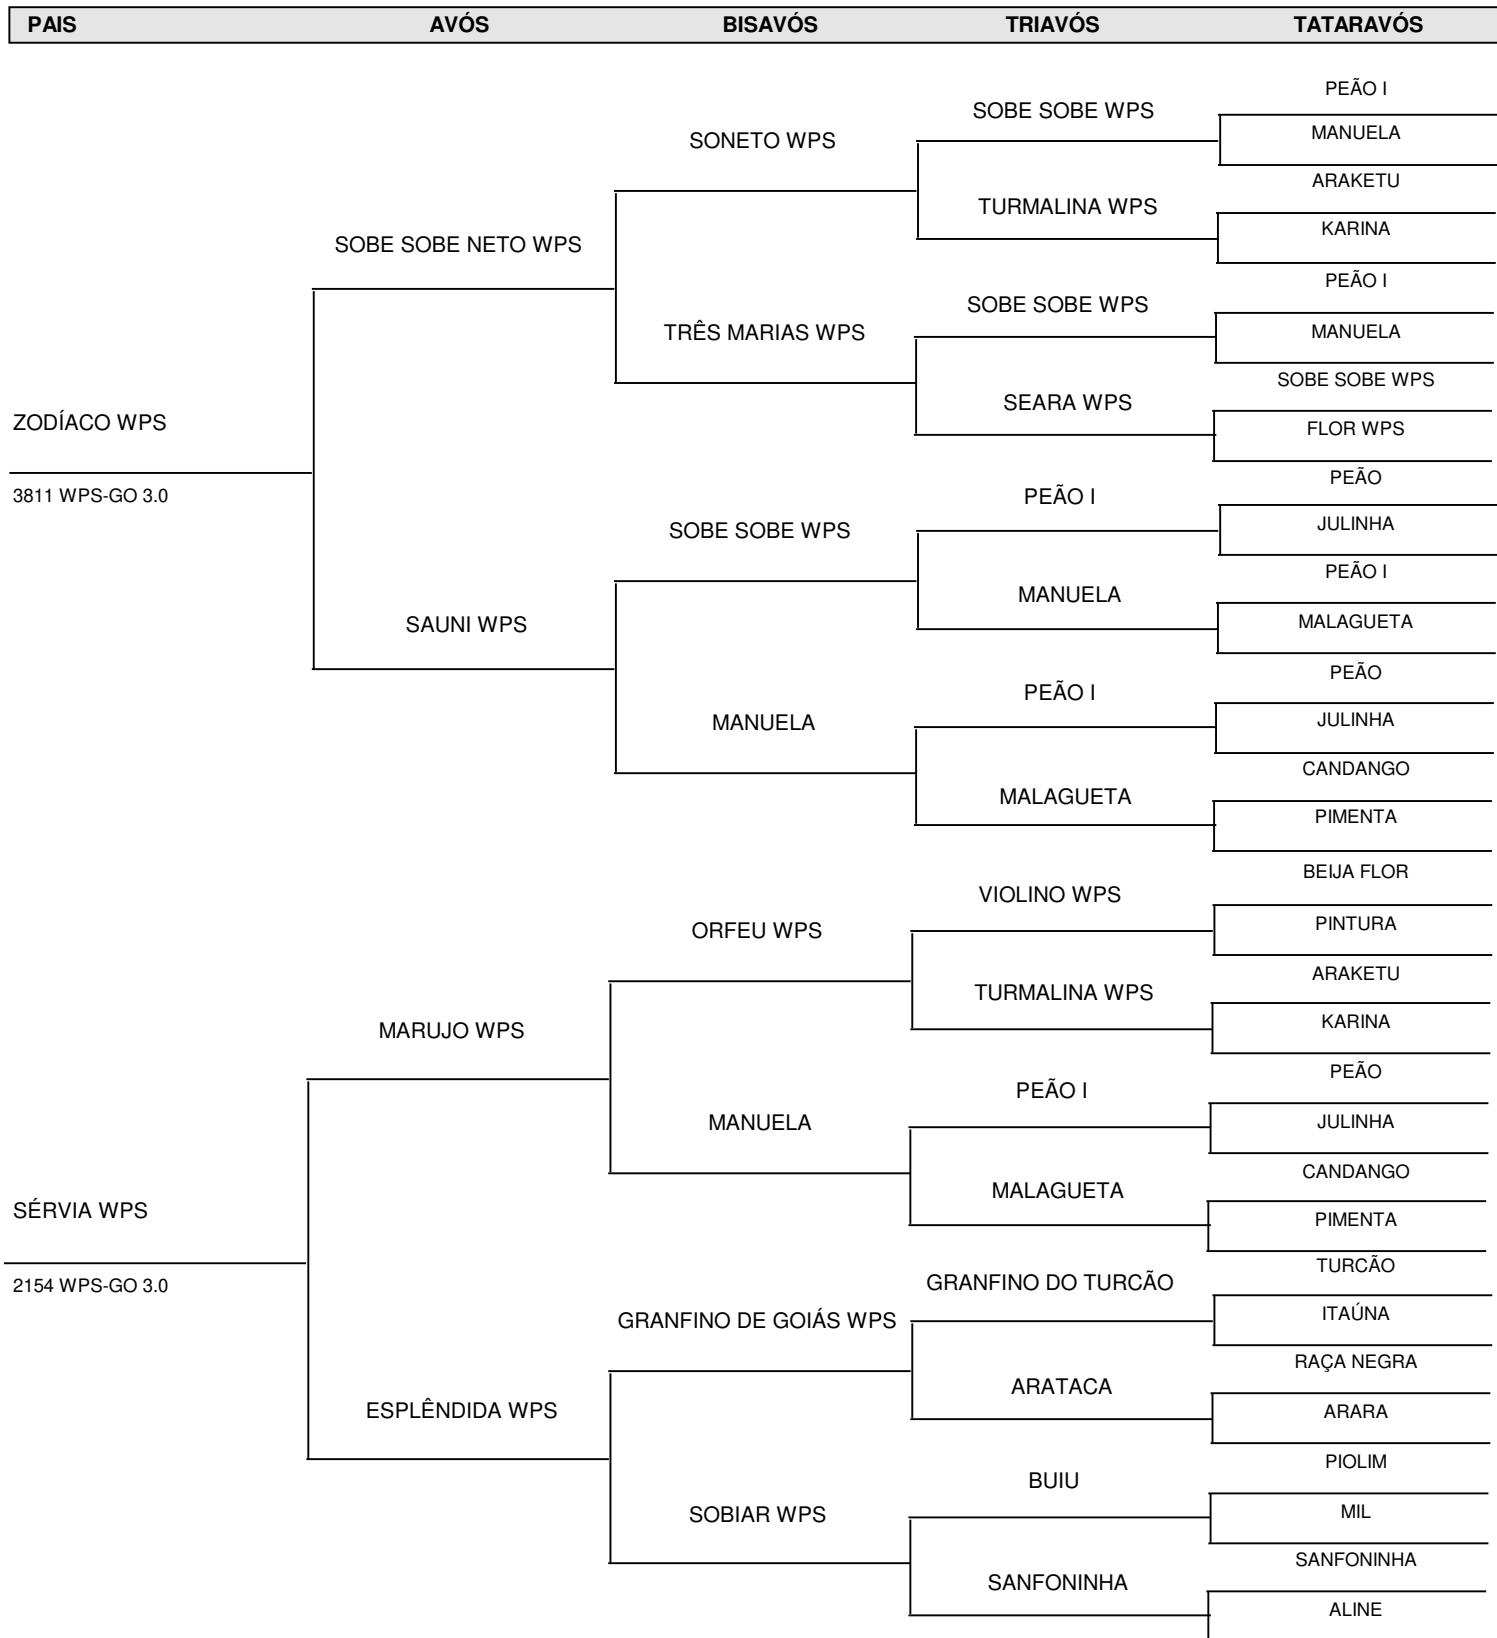 PAIS AVÓS BISAVÓS TRIAVÓS TATARAVÓS
PEÃO I
SOBE SOBE WPS
MANUELA
SONETO WPS
ARAKETU
TURMALINA WPS
KARINA
SOBE SOBE NETO WPS
PEÃO I
SOBE SOBE WPS
MANUELA
TRÊS MARIAS WPS
SOBE SOBE WPS
SEARA WPS
ZODÍACO WPS
FLOR WPS
PEÃO
3811 WPS-GO 3.0
PEÃO I
JULINHA
SOBE SOBE WPS
PEÃO I
MANUELA
MALAGUETA
SAUNI WPS
PEÃO
PEÃO I
JULINHA
MANUELA
CANDANGO
MALAGUETA
PIMENTA
BEIJA FLOR
VIOLINO WPS
PINTURA
ORFEU WPS
ARAKETU
TURMALINA WPS
KARINA
MARUJO WPS
PEÃO
PEÃO I
JULINHA
MANUELA
CANDANGO
MALAGUETA
SÉRVIA WPS
PIMENTA
TURCÃO
GRANFINO DO TURCÃO
2154 WPS-GO 3.0
ITAÚNA
GRANFINO DE GOIÁS WPS
RAÇA NEGRA
ARATACA
ESPLÊNDIDA WPS
ARARA
PIOLIM
BUIU
MIL
SOBIAR WPS
SANFONINHA
SANFONINHA
ALINE